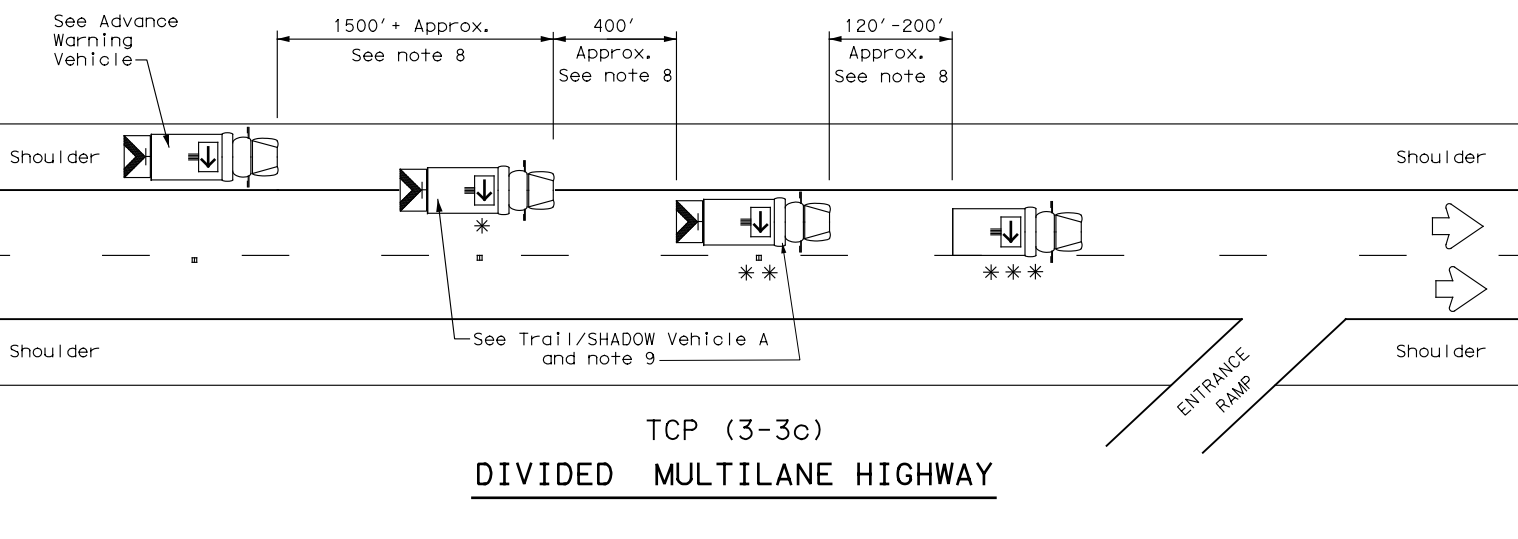 See Advance
Warning
Vehicle
1500'+ Approx.
See note 8
400'
Approx.
See note 8
120'-200'
Approx.
See note 8
Shoulder
Shoulder
*
* *
* * *
See Trail/SHADOW Vehicle A
and note 9
Shoulder
Shoulder
ENTRANCE
RAMP
TCP (3-3c)
DIVIDED MULTILANE HIGHWAY